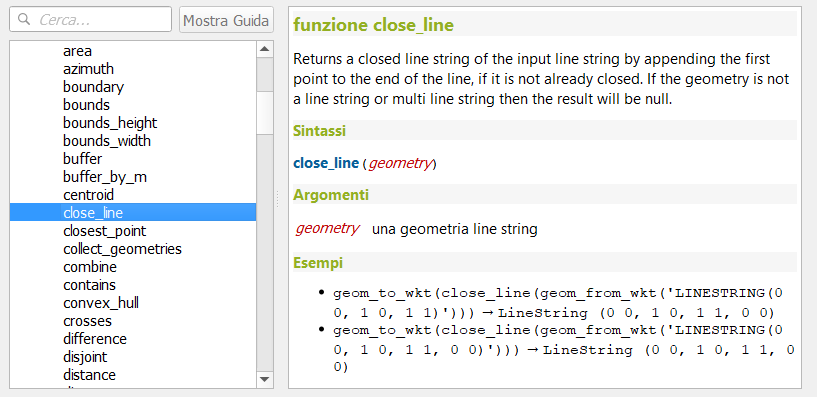 Cerca...
Mostra Guida
area
azimuth
boundary
bounds
bounds_height
bounds_width
buffer
buffer_by_m
centroid
close_line
closest_point
collect_geometries
combine
contains
convex_hull
crosses
difference
disjoint
distance
funzione close_line
Returns a closed line string of the input line string by appending the first
point to the end of the line, if it is not already closed. If the geometry is not
a line string or multi line string then the result will be null.
Sintassi
close_line(geometry)
Argomenti
geometry una geometria line string
Esempi
• geom_to_wkt(close_line(geom_from_wkt('LINESTRING(0
0, 1 0, 1 1)'))) → LineString (0 0, 1 0, 1 1, 0 0)
• geom_to_wkt(close_line(geom_from_wkt('LINESTRING(0
0, 1 0, 1 1, 0 0)'))) → LineString (0 0, 1 0, 1 1, 0
0)